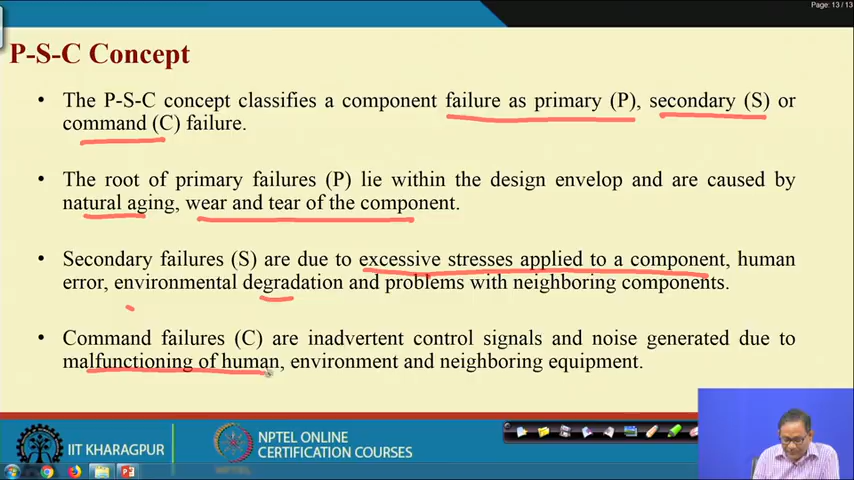 Page: 13 / 13
P-S-C Concept
• The P-S-C concept classifies a component failure as primary (P), secondary (S) or
command (C) failure.
• The root of primary failures (P) lie within the design envelop and are caused by
natural aging, wear and tear of the component.
• Secondary failures (S) are due to excessive stresses applied to a component, human
error, environmental degradation and problems with neighboring components.
• Command failures (C) are inadvertent control signals and noise generated due to
malfunctioning of human, environment and neighboring equipment.
IIT KHARAGPUR
NPTEL ONLINE
CERTIFICATION COURSES